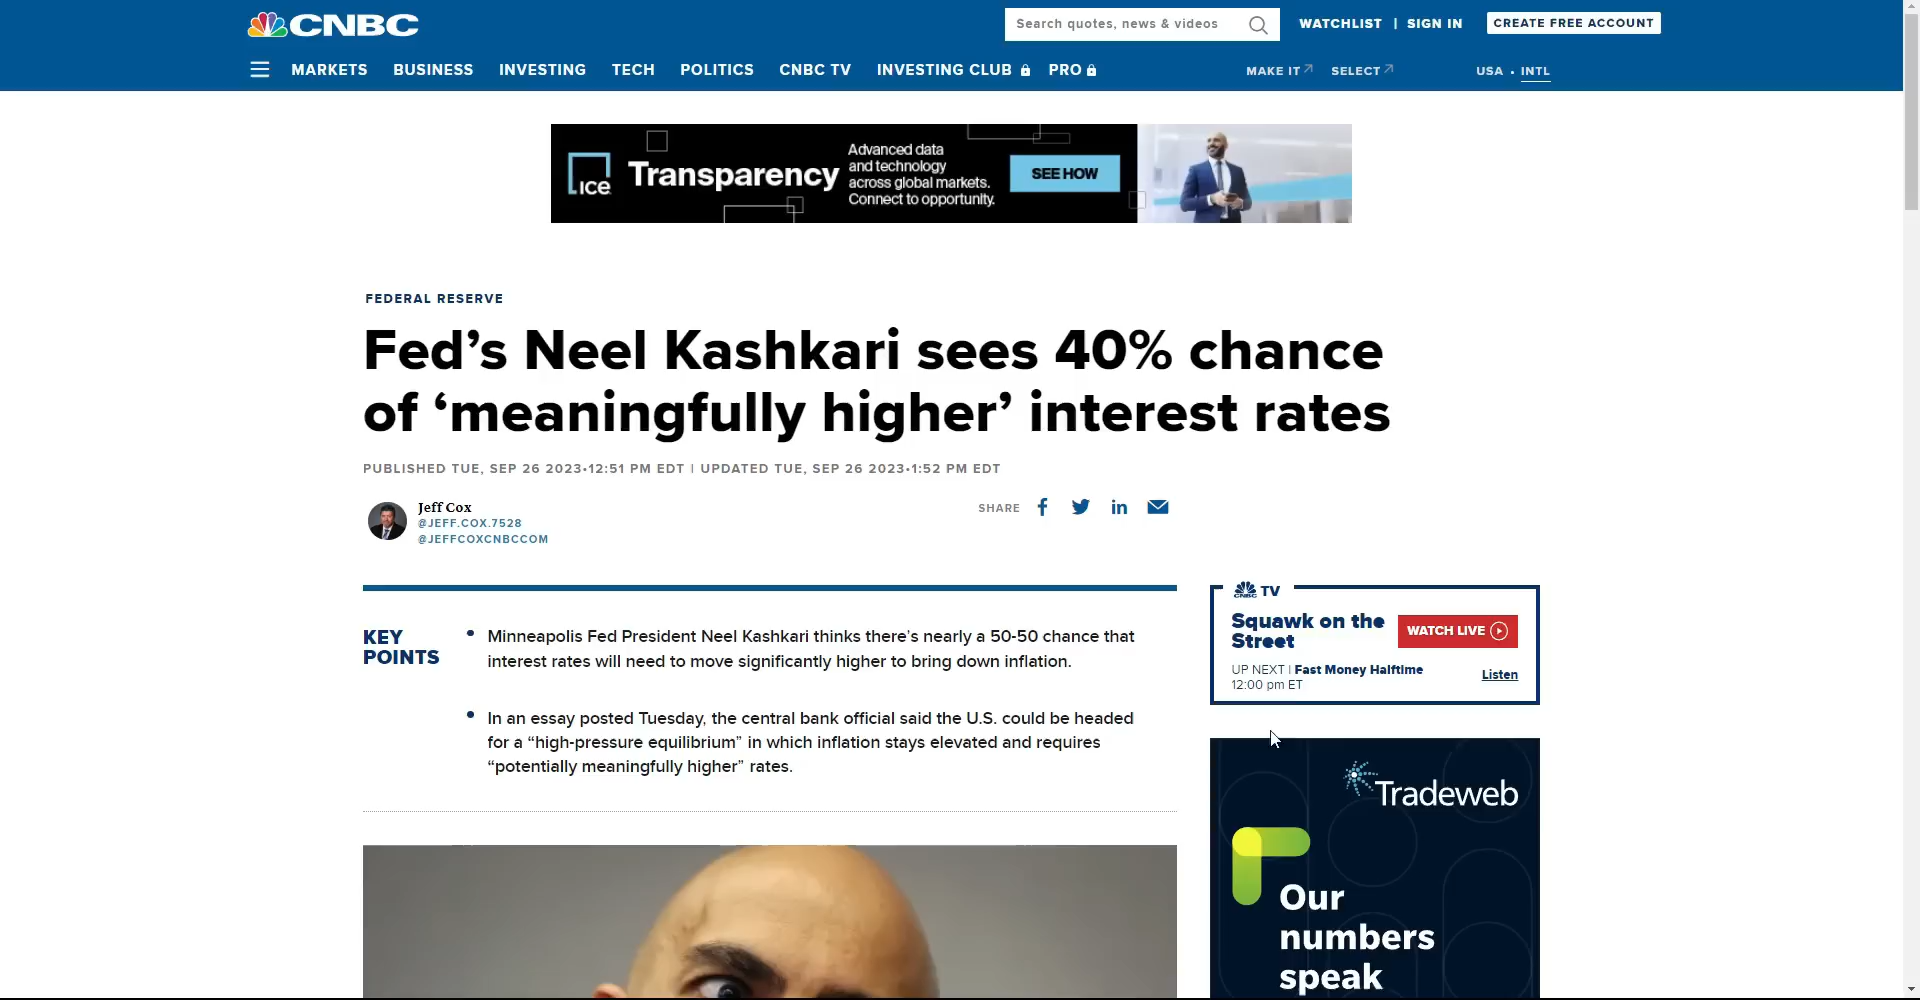 CNBC
Search quotes, news & videos
WATCHLIST | SIGN IN
CREATE FREE ACCOUNT
MARKETS BUSINESS INVESTING TECH POLITICS CNBC TV INVESTING CLUB PRO
MAKE IT SELECT
USA • INTL
ICE
Transparency
Advanced data
and technology
across global markets.
Connect to opportunity.
SEE HOW
FEDERAL RESERVE
Fed’s Neel Kashkari sees 40% chance
of ‘meaningfully higher’ interest rates
PUBLISHED TUE, SEP 26 2023•12:51 PM EDT | UPDATED TUE, SEP 26 2023•1:52 PM EDT
Jeff Cox
@JEFF.COX.7528
@JEFFCOXCNBCCOM
SHARE
KEY
POINTS
• Minneapolis Fed President Neel Kashkari thinks there’s nearly a 50-50 chance that
interest rates will need to move significantly higher to bring down inflation.
• In an essay posted Tuesday, the central bank official said the U.S. could be headed
for a “high-pressure equilibrium” in which inflation stays elevated and requires
“potentially meaningfully higher” rates.
CNBC TV
Squawk on the
Street
WATCH LIVE
UP NEXT | Fast Money Halftime
12:00 pm ET
Listen
Tradeweb
Our
numbers
speak